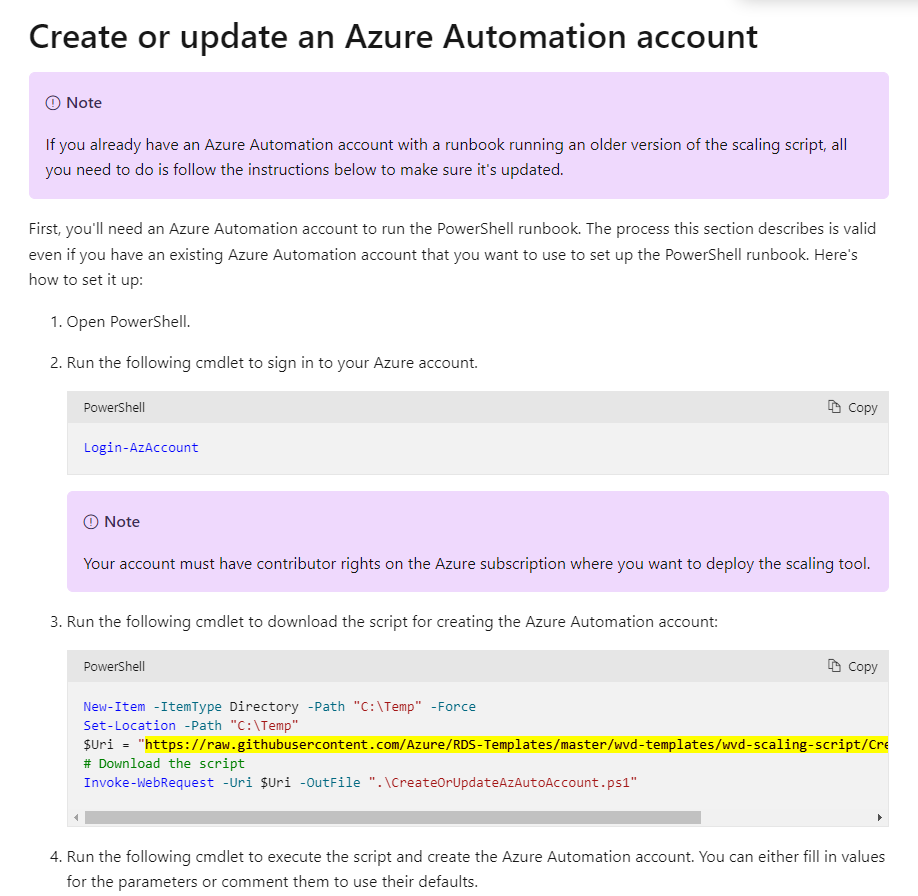 Create or update an Azure Automation account
Note
If you already have an Azure Automation account with a runbook running an older version of the scaling script, all
you need to do is follow the instructions below to make sure it's updated.
First, you'll need an Azure Automation account to run the PowerShell runbook. The process this section describes is valid
even if you have an existing Azure Automation account that you want to use to set up the PowerShell runbook. Here's
how to set it up:
1. Open PowerShell.
2. Run the following cmdlet to sign in to your Azure account.
PowerShell Copy
Login-AzAccount
Note
Your account must have contributor rights on the Azure subscription where you want to deploy the scaling tool.
3. Run the following cmdlet to download the script for creating the Azure Automation account:
PowerShell Copy
New-Item -ItemType Directory -Path "C:\Temp" -Force
Set-Location -Path "C:\Temp"
$Uri = "https://raw.githubusercontent.com/Azure/RDS-Templates/master/wvd-templates/wvd-scaling-script/Cre
# Download the script
Invoke-WebRequest -Uri $Uri -OutFile ".\CreateOrUpdateAzAutoAccount.ps1"
4. Run the following cmdlet to execute the script and create the Azure Automation account. You can either fill in values
for the parameters or comment them to use their defaults.